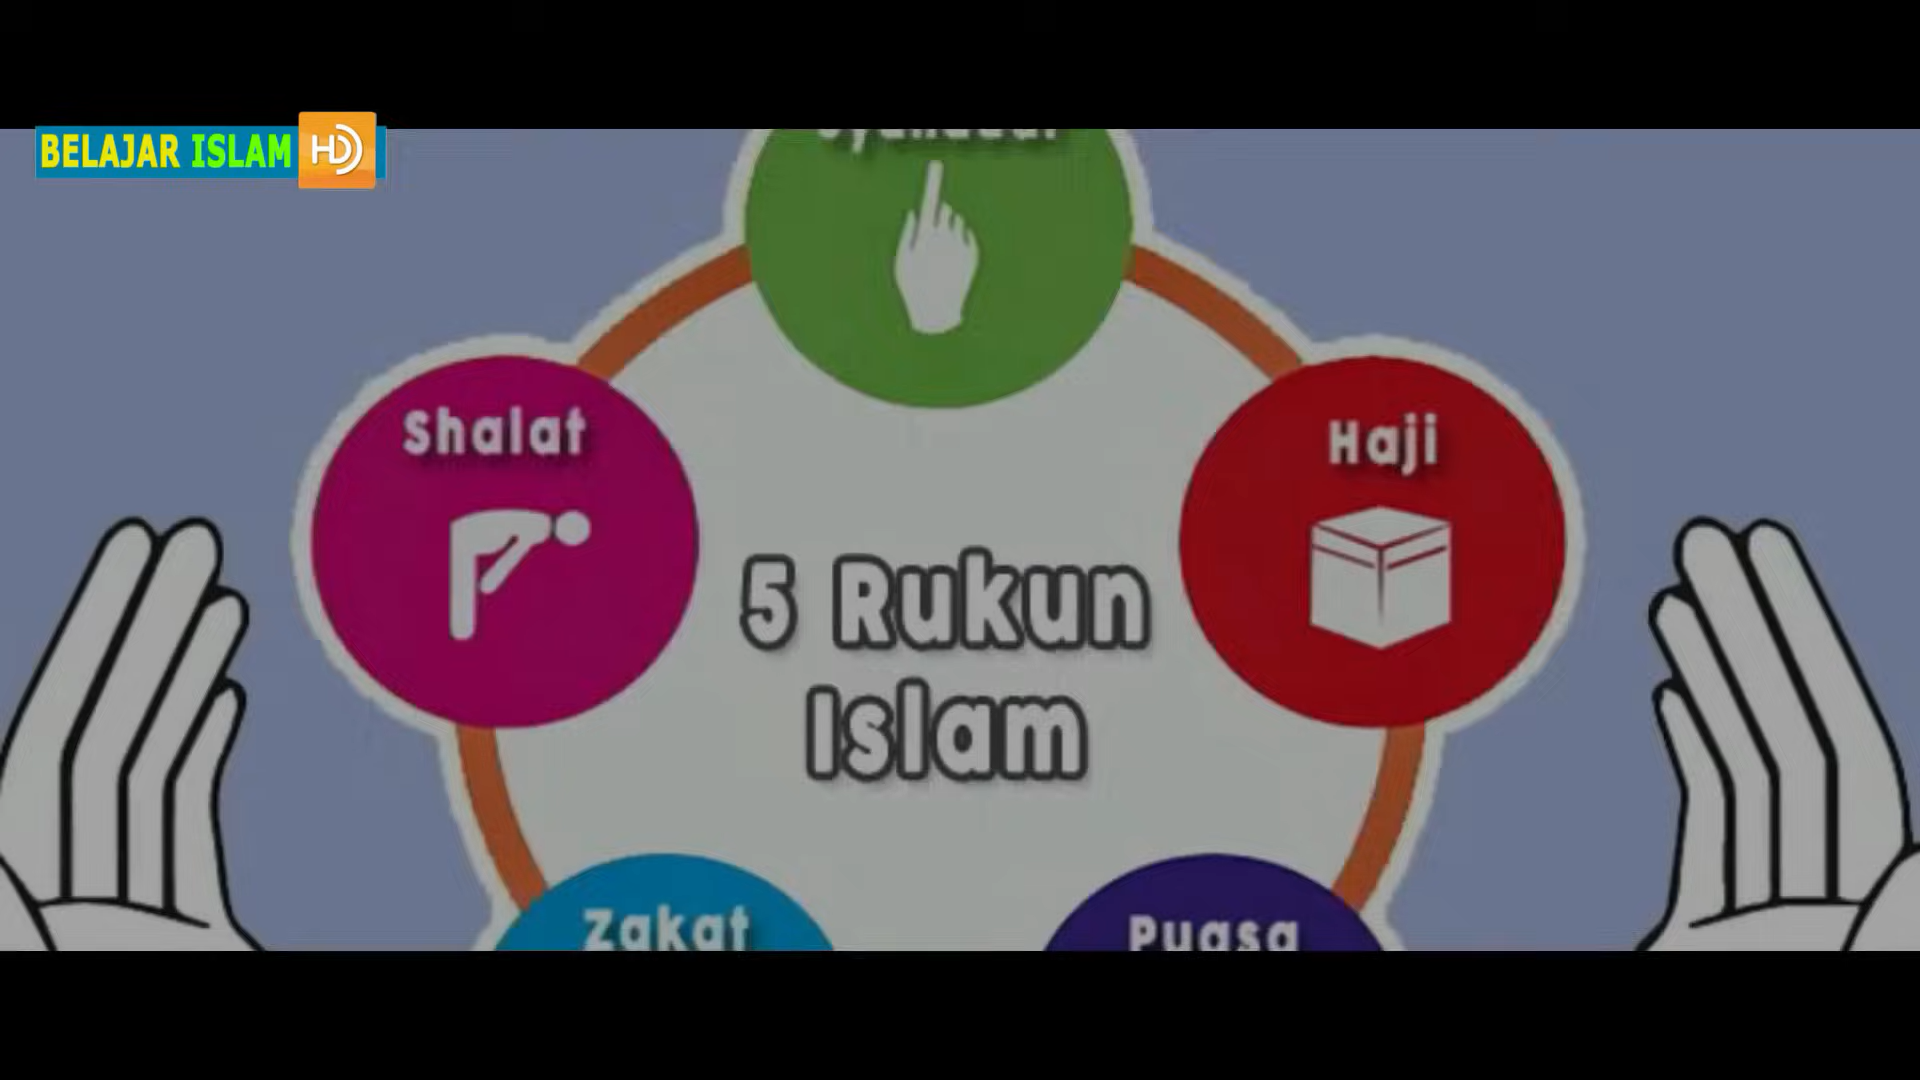 BELAJAR ISLAM HD
Shalat
Haji
5 Rukun
Islam
Zakat
Puasa